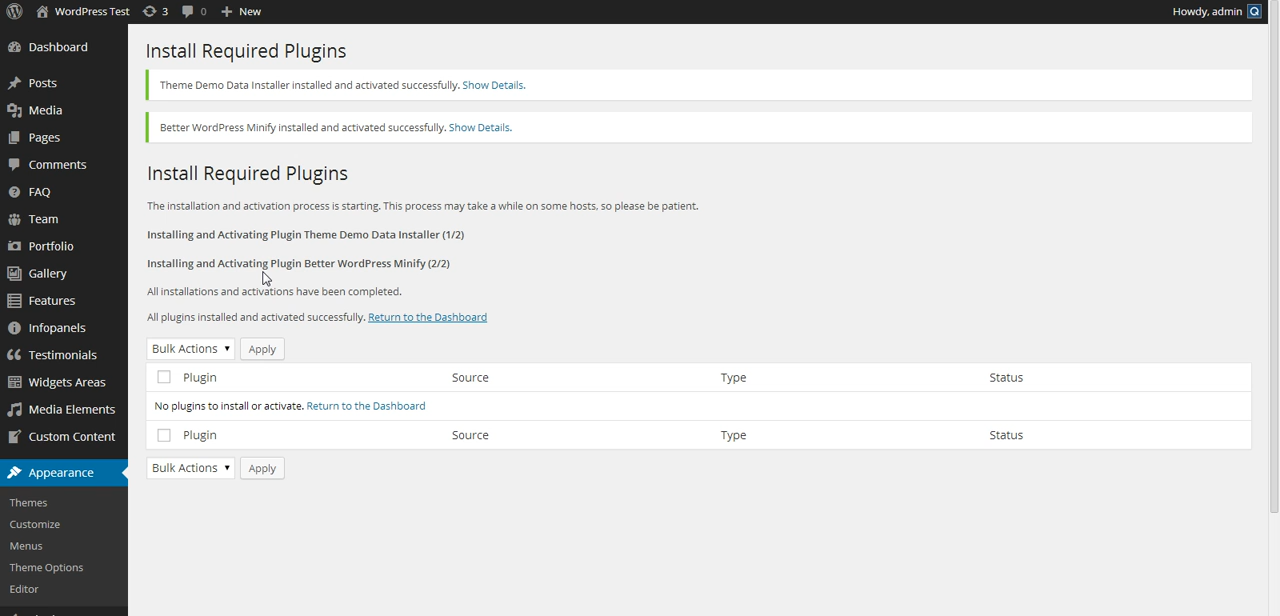 WordPress Test 3 0 New Howdy, admin
Dashboard
Posts
Media
Pages
Comments
FAQ
Team
Portfolio
Gallery
Features
Infopanels
Testimonials
Widgets Areas
Media Elements
Custom Content
Appearance
Themes
Customize
Menus
Theme Options
Editor
Install Required Plugins
Theme Demo Data Installer installed and activated successfully. Show Details.
Better WordPress Minify installed and activated successfully. Show Details.
Install Required Plugins
The installation and activation process is starting. This process may take a while on some hosts, so please be patient.
Installing and Activating Plugin Theme Demo Data Installer (1/2)
Installing and Activating Plugin Better WordPress Minify (2/2)
All installations and activations have been completed.
All plugins installed and activated successfully. Return to the Dashboard
Bulk Actions Apply
Plugin Source Type Status
No plugins to install or activate. Return to the Dashboard
Plugin Source Type Status
Bulk Actions Apply